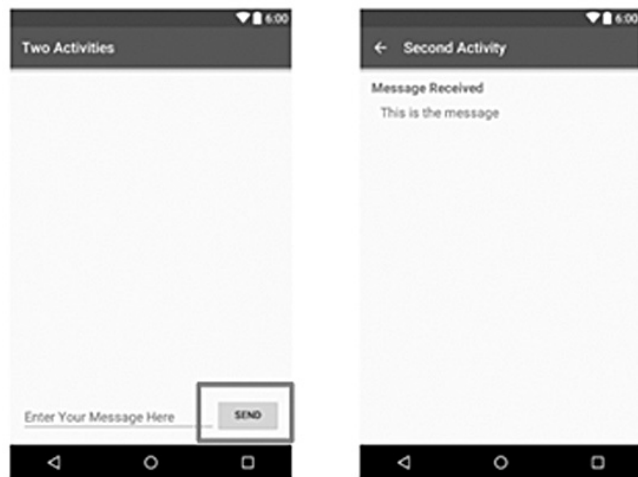 6:00
Two Activities
Enter Your Message Here
SEND
6:00
Second Activity
Message Received
This is the message